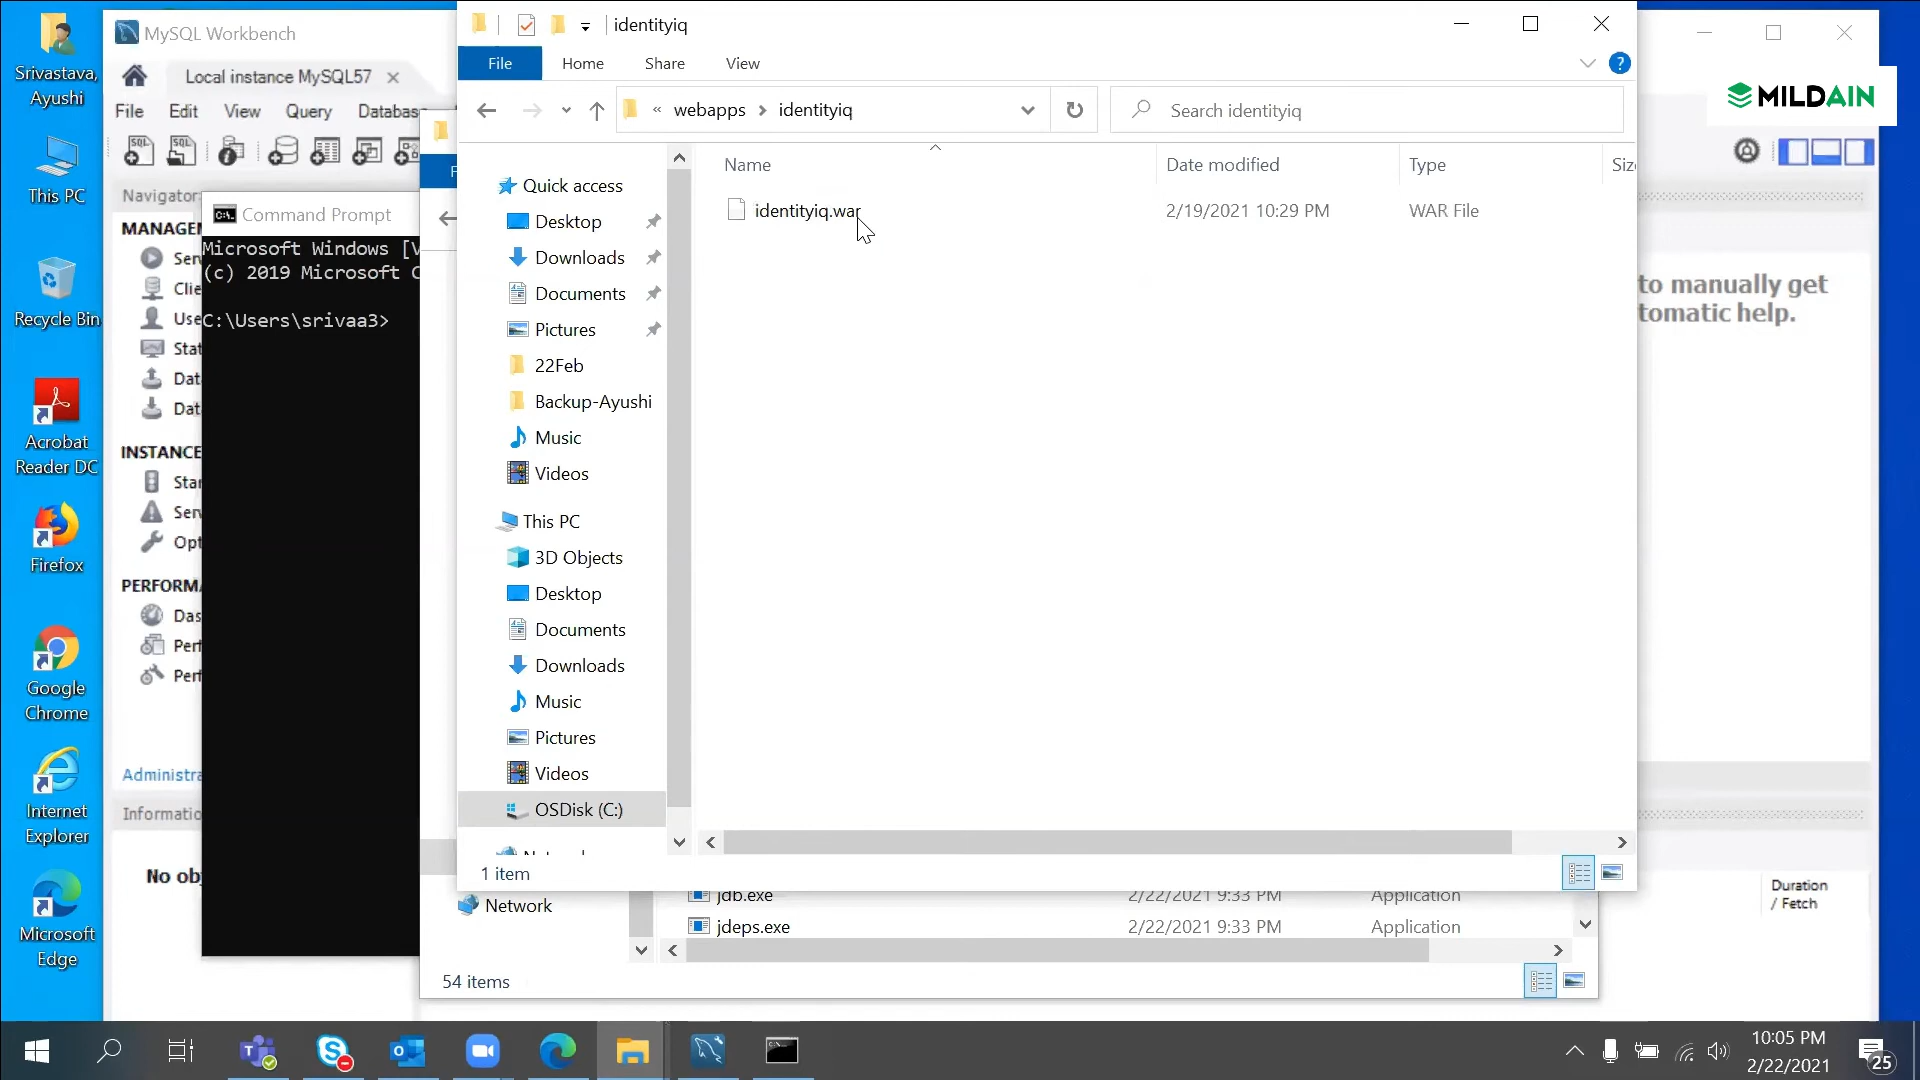 Srivastava,
Ayushi
This PC
Recycle Bin
Acrobat
Reader DC
Firefox
Google
Chrome
Internet
Explorer
Microsoft
Edge
MySQL Workbench
Local instance MySQL57
File Edit View Query Databas
Navigator
MANAGE
INSTANCE
PERFORM
Administra
Informatio
Command Prompt
Microsoft Windows [V
(c) 2019 Microsoft C
C:\Users\srivaa3>
identityiq
File Home Share View
« webapps > identityiq
Search identityiq
Name Date modified Type
identityiq.war 2/19/2021 10:29 PM WAR File
Quick access
Desktop
Downloads
Documents
Pictures
22Feb
Backup-Ayushi
Music
Videos
This PC
3D Objects
Desktop
Documents
Downloads
Music
Pictures
Videos
OSDisk (C:)
1 item
Network
jdb.exe 2/22/2021 9:33 PM Application
jdeps.exe 2/22/2021 9:33 PM Application
54 items
MILDAIN
to manually get
tomatic help.
Duration
/ Fetch
10:05 PM
2/22/2021
25